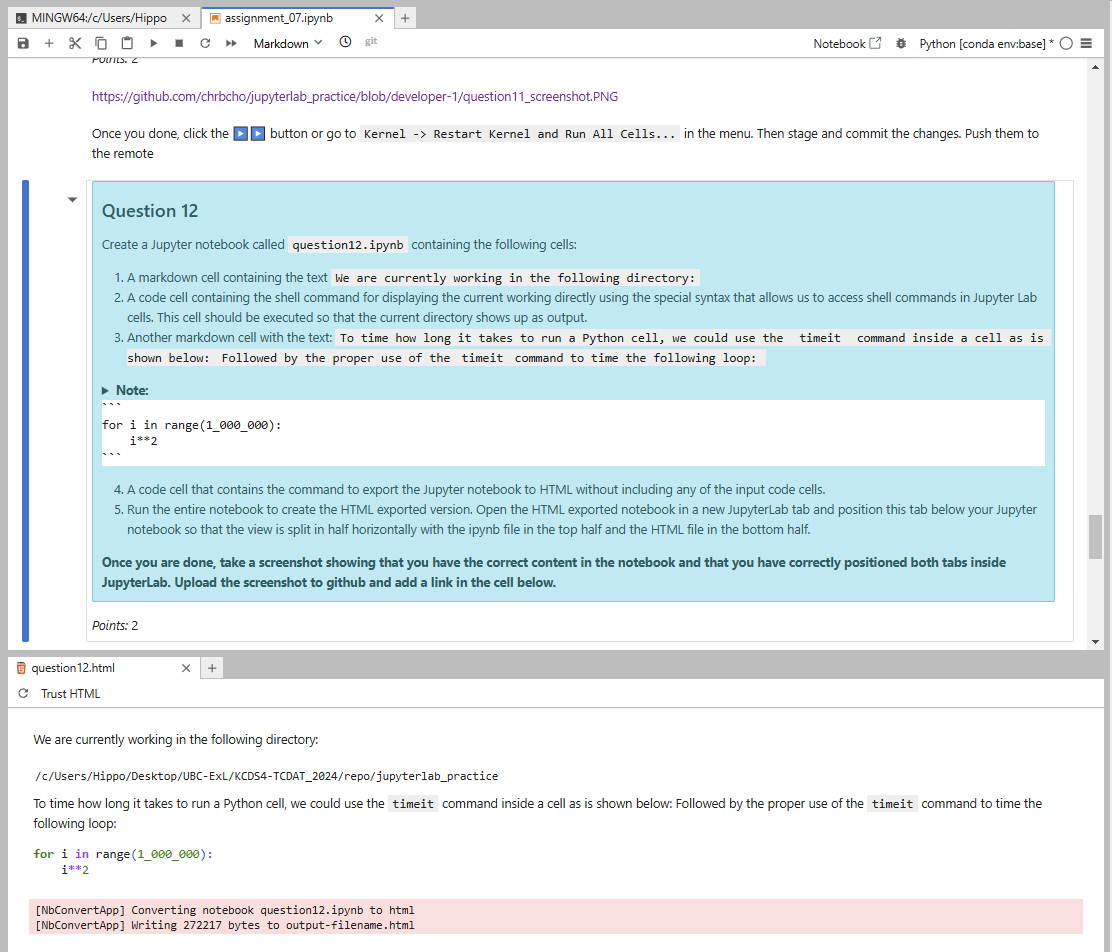 MINGW64:/c/Users/Hippo
assignment_07.ipynb
Markdown
git
Notebook
Python [conda env:base] *
Points: 2
https://github.com/chrbcho/jupyterlab_practice/blob/developer-1/question11_screenshot.PNG
Once you done, click the ▶▶ button or go to Kernel -> Restart Kernel and Run All Cells... in the menu. Then stage and commit the changes. Push them to
the remote
Question 12
Create a Jupyter notebook called question12.ipynb containing the following cells:
1. A markdown cell containing the text We are currently working in the following directory:
2. A code cell containing the shell command for displaying the current working directly using the special syntax that allows us to access shell commands in Jupyter Lab
cells. This cell should be executed so that the current directory shows up as output.
3. Another markdown cell with the text: To time how long it takes to run a Python cell, we could use the timeit command inside a cell as is
shown below: Followed by the proper use of the timeit command to time the following loop:
Note:
```
for i in range(1_000_000):
    i**2
```
4. A code cell that contains the command to export the Jupyter notebook to HTML without including any of the input code cells.
5. Run the entire notebook to create the HTML exported version. Open the HTML exported notebook in a new JupyterLab tab and position this tab below your Jupyter
notebook so that the view is split in half horizontally with the ipynb file in the top half and the HTML file in the bottom half.
Once you are done, take a screenshot showing that you have the correct content in the notebook and that you have correctly positioned both tabs inside
JupyterLab. Upload the screenshot to github and add a link in the cell below.
Points: 2
question12.html
Trust HTML
We are currently working in the following directory:
/c/Users/Hippo/Desktop/UBC-ExL/KCDS4-TCDAT_2024/repo/jupyterlab_practice
To time how long it takes to run a Python cell, we could use the timeit command inside a cell as is shown below: Followed by the proper use of the timeit command to time the
following loop:
for i in range(1_000_000):
    i**2
[NbConvertApp] Converting notebook question12.ipynb to html
[NbConvertApp] Writing 272217 bytes to output-filename.html